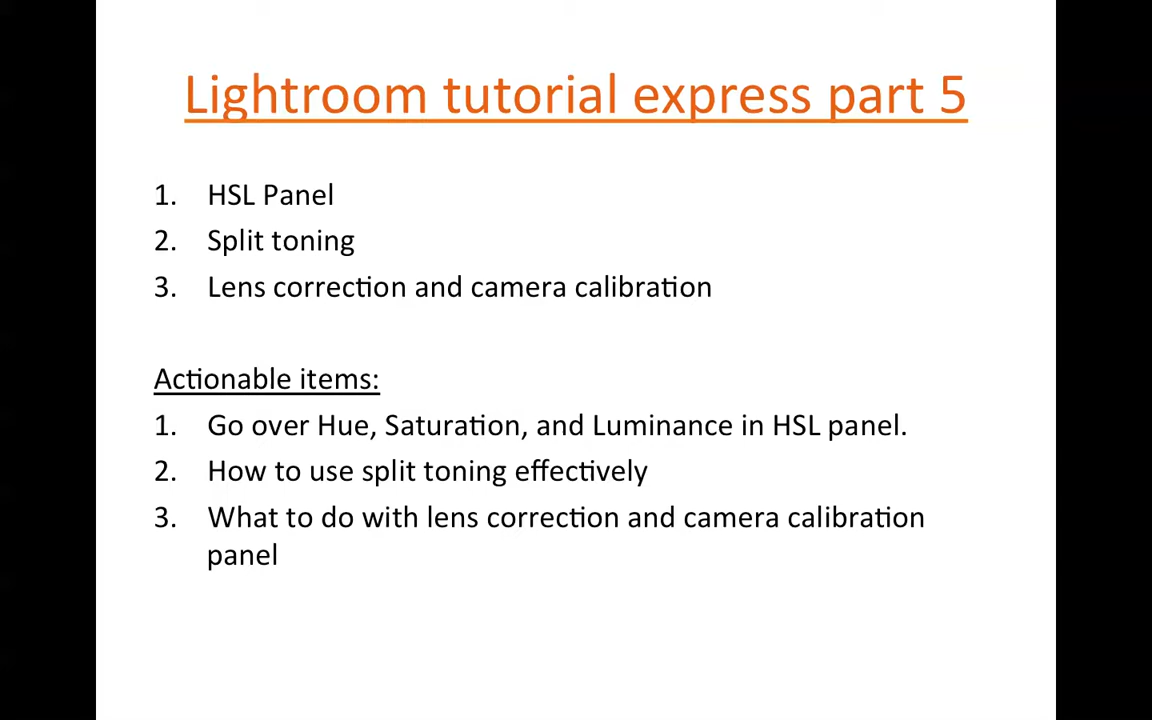 Lightroom tutorial express part 5
1. HSL Panel
2. Split toning
3. Lens correction and camera calibration
Actionable items:
1. Go over Hue, Saturation, and Luminance in HSL panel.
2. How to use split toning effectively
3. What to do with lens correction and camera calibration
panel